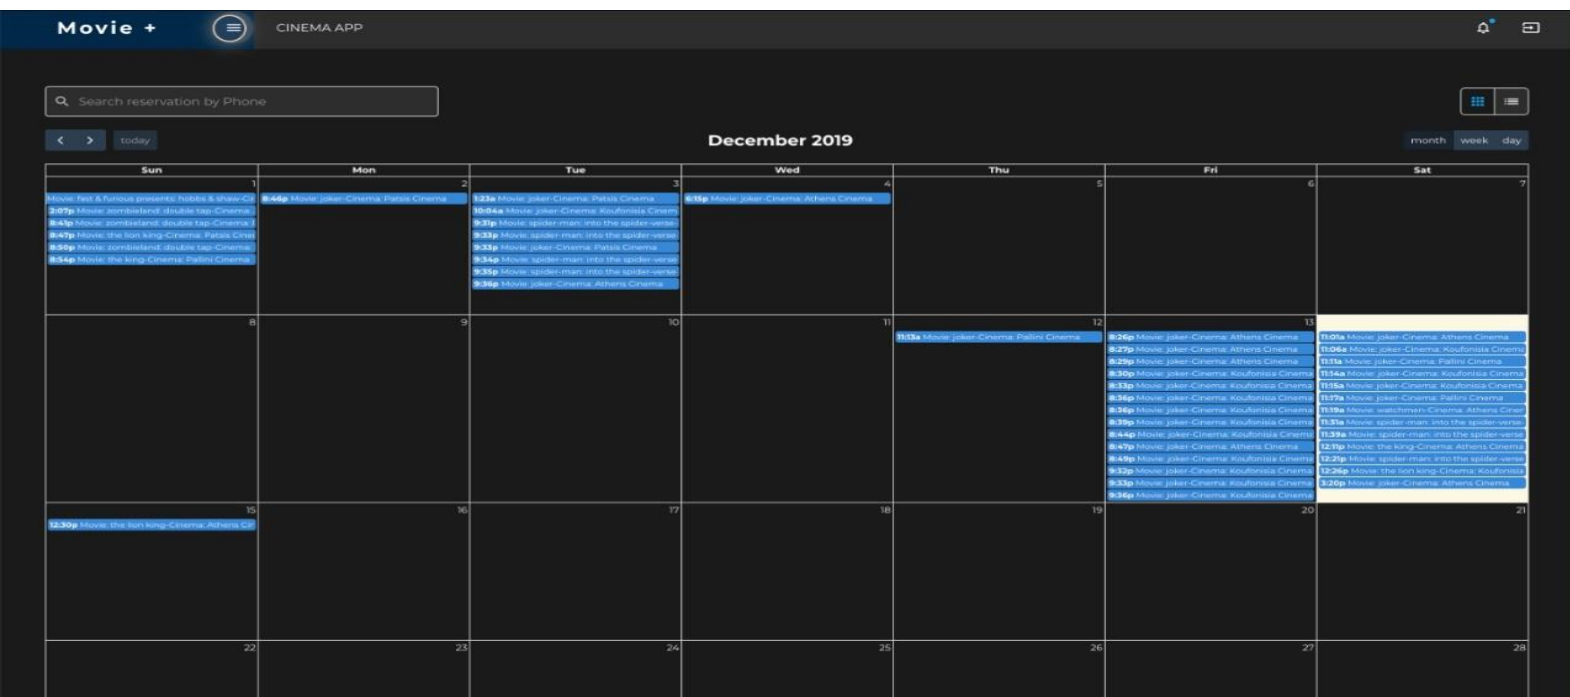 Movie +
CINEMA APP
Search reservation by Phone
today
December 2019
month week day
Sun Mon Tue Wed Thu Fri Sat
1 2 3 4 5 6 7
Movie: fast & furious presents: hobbs & shaw-Ci
2:07p Movie: zombieland: double tap-Cinema:
8:41p Movie: zombieland: double tap-Cinema:
8:47p Movie: the lion king-Cinema: Patsis Cine
8:50p Movie: zombieland: double tap-Cinema:
8:54p Movie: the king-Cinema: Pallini Cinema
8:46p Movie: joker-Cinema: Patsis Cinema
1:23a Movie: joker-Cinema: Patsis Cinema
10:04a Movie: joker-Cinema: Koufonisia Cinem
9:31p Movie: spider-man: into the spider-verse-
9:33p Movie: spider-man: into the spider-verse-
9:33p Movie: joker-Cinema: Patsis Cinema
9:34p Movie: spider-man: into the spider-verse-
9:35p Movie: spider-man: into the spider-verse-
9:36p Movie: joker-Cinema: Athens Cinema
6:15p Movie: joker-Cinema: Athens Cinema
8 9 10 11 12 13
11:13a Movie: joker-Cinema: Pallini Cinema
8:26p Movie: joker-Cinema: Athens Cinema
8:27p Movie: joker-Cinema: Athens Cinema
8:29p Movie: joker-Cinema: Athens Cinema
8:30p Movie: joker-Cinema: Koufonisia Cinema
8:33p Movie: joker-Cinema: Koufonisia Cinema
8:36p Movie: joker-Cinema: Koufonisia Cinema
8:36p Movie: joker-Cinema: Koufonisia Cinema
8:39p Movie: joker-Cinema: Koufonisia Cinema
8:44p Movie: joker-Cinema: Koufonisia Cinema
8:47p Movie: joker-Cinema: Athens Cinema
8:49p Movie: joker-Cinema: Koufonisia Cinema
9:32p Movie: joker-Cinema: Koufonisia Cinema
9:33p Movie: joker-Cinema: Koufonisia Cinema
9:36p Movie: joker-Cinema: Koufonisia Cinema
11:01a Movie: joker-Cinema: Athens Cinema
11:06a Movie: joker-Cinema: Koufonisia Cinema
11:11a Movie: joker-Cinema: Pallini Cinema
11:14a Movie: joker-Cinema: Koufonisia Cinema
11:15a Movie: joker-Cinema: Koufonisia Cinema
11:17a Movie: joker-Cinema: Pallini Cinema
11:19a Movie: watchmen-Cinema: Athens Ciner
11:31a Movie: spider-man: into the spider-verse-
11:39a Movie: spider-man: into the spider-verse
12:11p Movie: the king-Cinema: Athens Cinema
12:21p Movie: spider-man: into the spider-verse
12:26p Movie: the lion king-Cinema: Koufonisia
3:20p Movie: joker-Cinema: Athens Cinema
15 16 17 18 19 20 21
12:30p Movie: the lion king-Cinema: Athens Cir
22 23 24 25 26 27 28